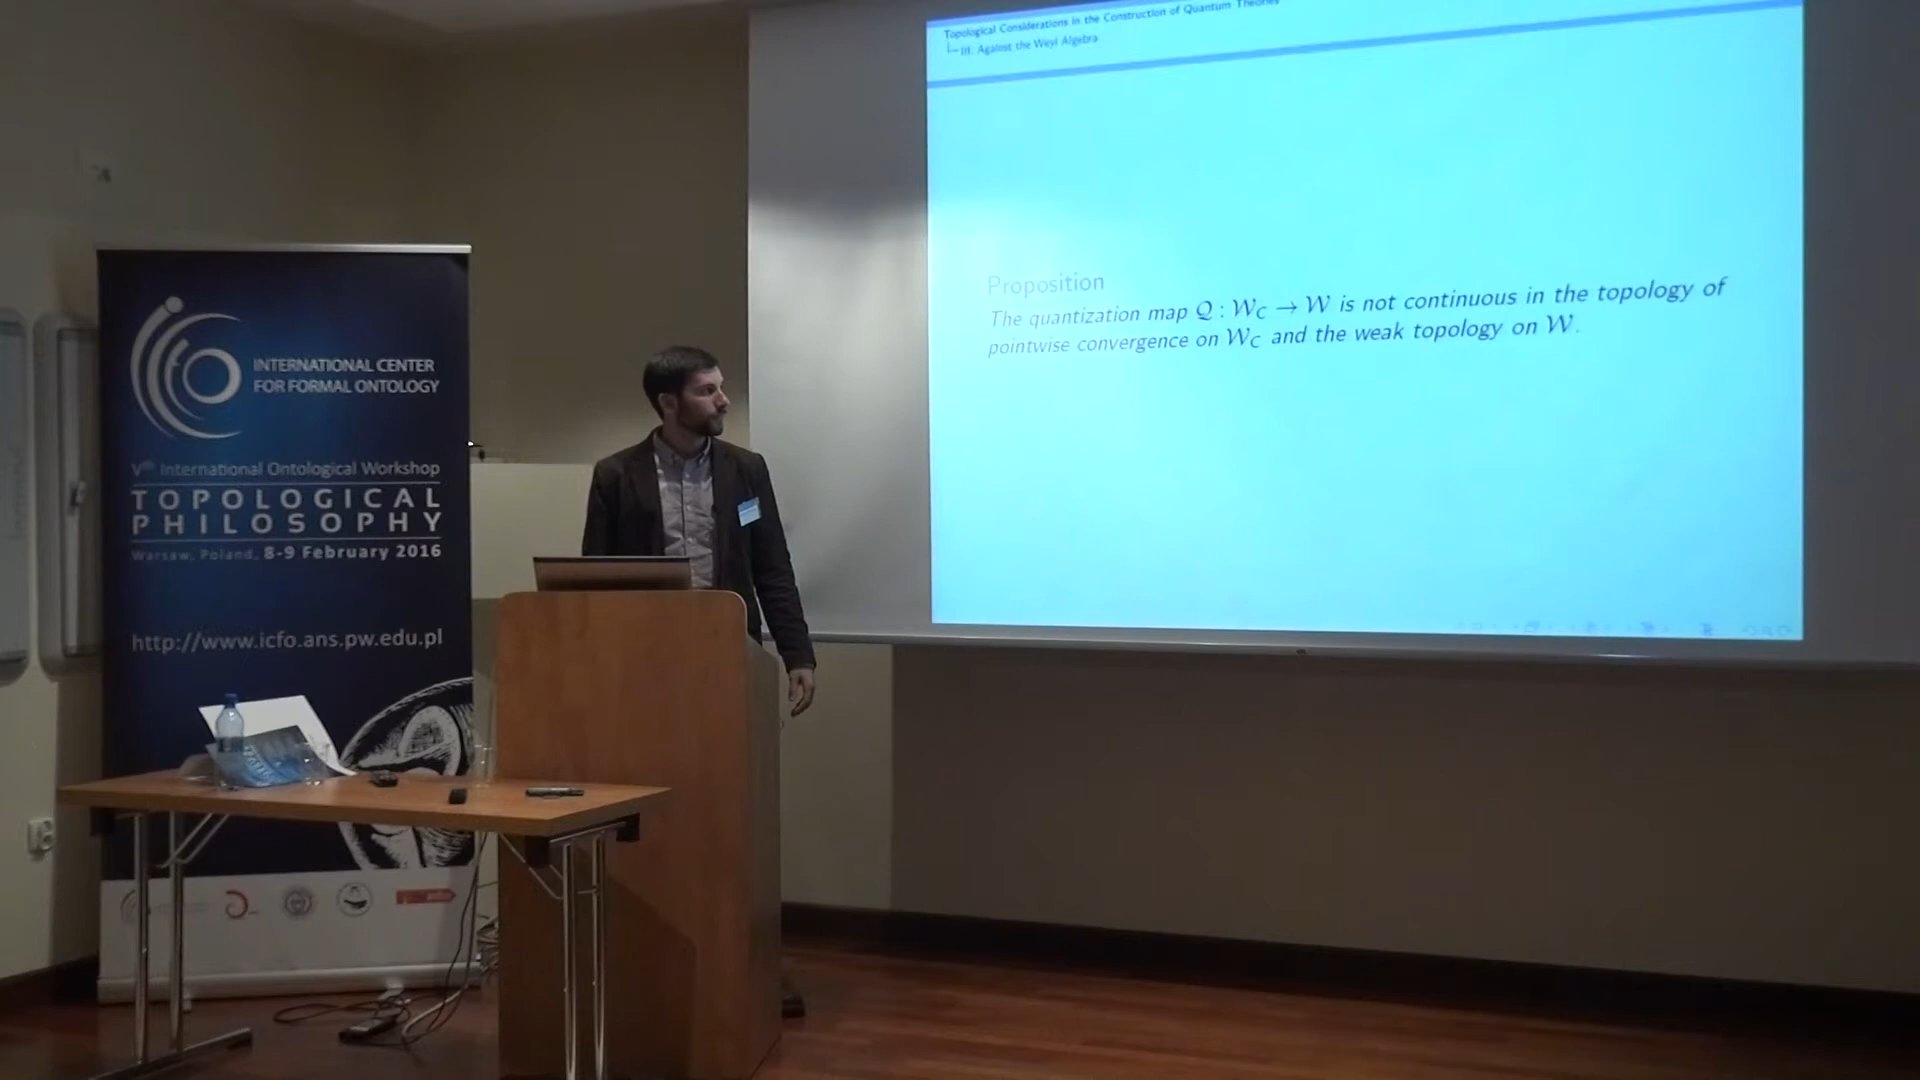 Topological Considerations in the Construction of Quantum Theories
III. Against the Weyl Algebra
Proposition
The quantization map Q : W_C → W is not continuous in the topology of
pointwise convergence on W_C and the weak topology on W.
INTERNATIONAL CENTER
FOR FORMAL ONTOLOGY
Vth International Ontological Workshop
TOPOLOGICAL
PHILOSOPHY
Warsaw, Poland, 8-9 February 2016
http://www.icfo.ans.pw.edu.pl